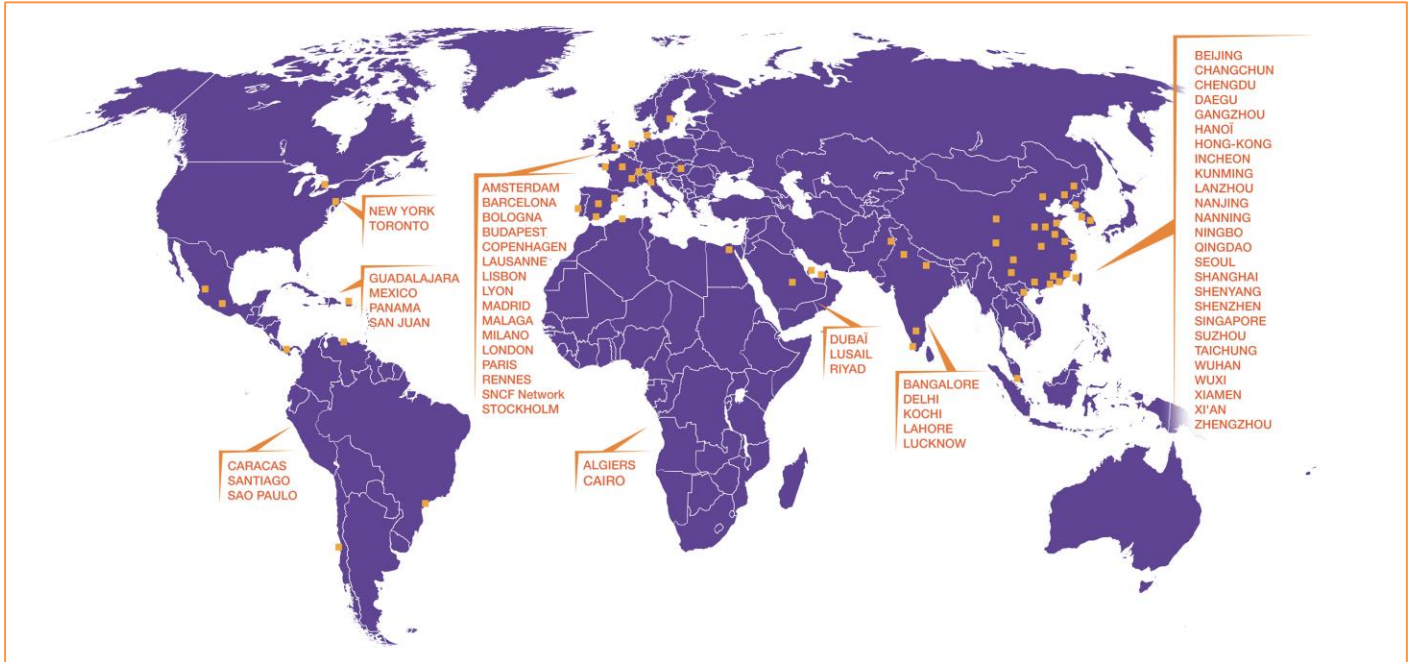 NEW YORK
TORONTO
GUADALAJARA
MEXICO
PANAMA
SAN JUAN
CARACAS
SANTIAGO
SAO PAULO
AMSTERDAM
BARCELONA
BOLOGNA
BUDAPEST
COPENHAGEN
LAUSANNE
LISBON
LYON
MADRID
MALAGA
MILANO
LONDON
PARIS
RENNES
SNCF Network
STOCKHOLM
ALGIERS
CAIRO
DUBAÏ
LUSAIL
RIYAD
BANGALORE
DELHI
KOCHI
LAHORE
LUCKNOW
BEIJING
CHANGCHUN
CHENGDU
DAEGU
GANGZHOU
HANOÏ
HONG-KONG
INCHEON
KUNMING
LANZHOU
NANJING
NANNING
NINGBO
QINGDAO
SEOUL
SHANGHAI
SHENYANG
SHENZHEN
SINGAPORE
SUZHOU
TAICHUNG
WUHAN
WUXI
XIAMEN
XI'AN
ZHENGZHOU